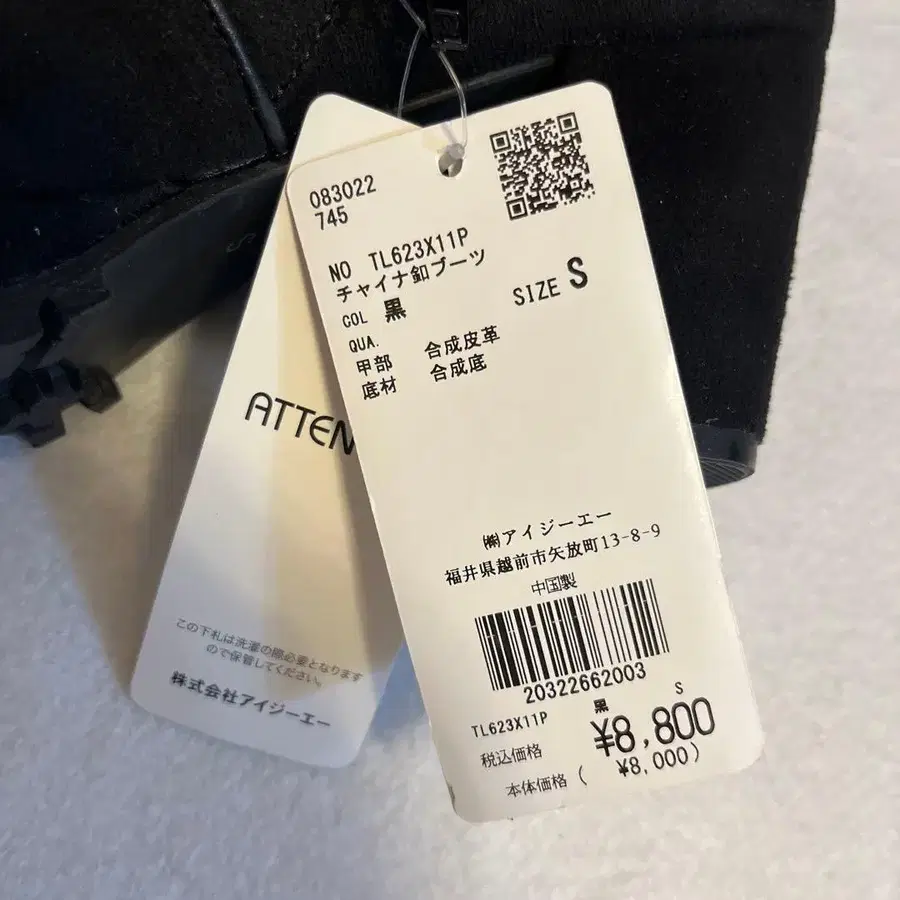 083022
745
NO TL623X11P
チャイナ釦ブーツ
COL 黒
SIZE S
QUA.
甲部 合成皮革
底材 合成底
㈱アイジーエー
福井県越前市矢放町13-8-9
中国製
20322662003
TL623X11P 黒 S
税込価格 ¥8,800
本体価格 ( ¥8,000)
ATTEN
この下札は洗濯の際必要となります
ので保管してください。
株式会社アイジーエー